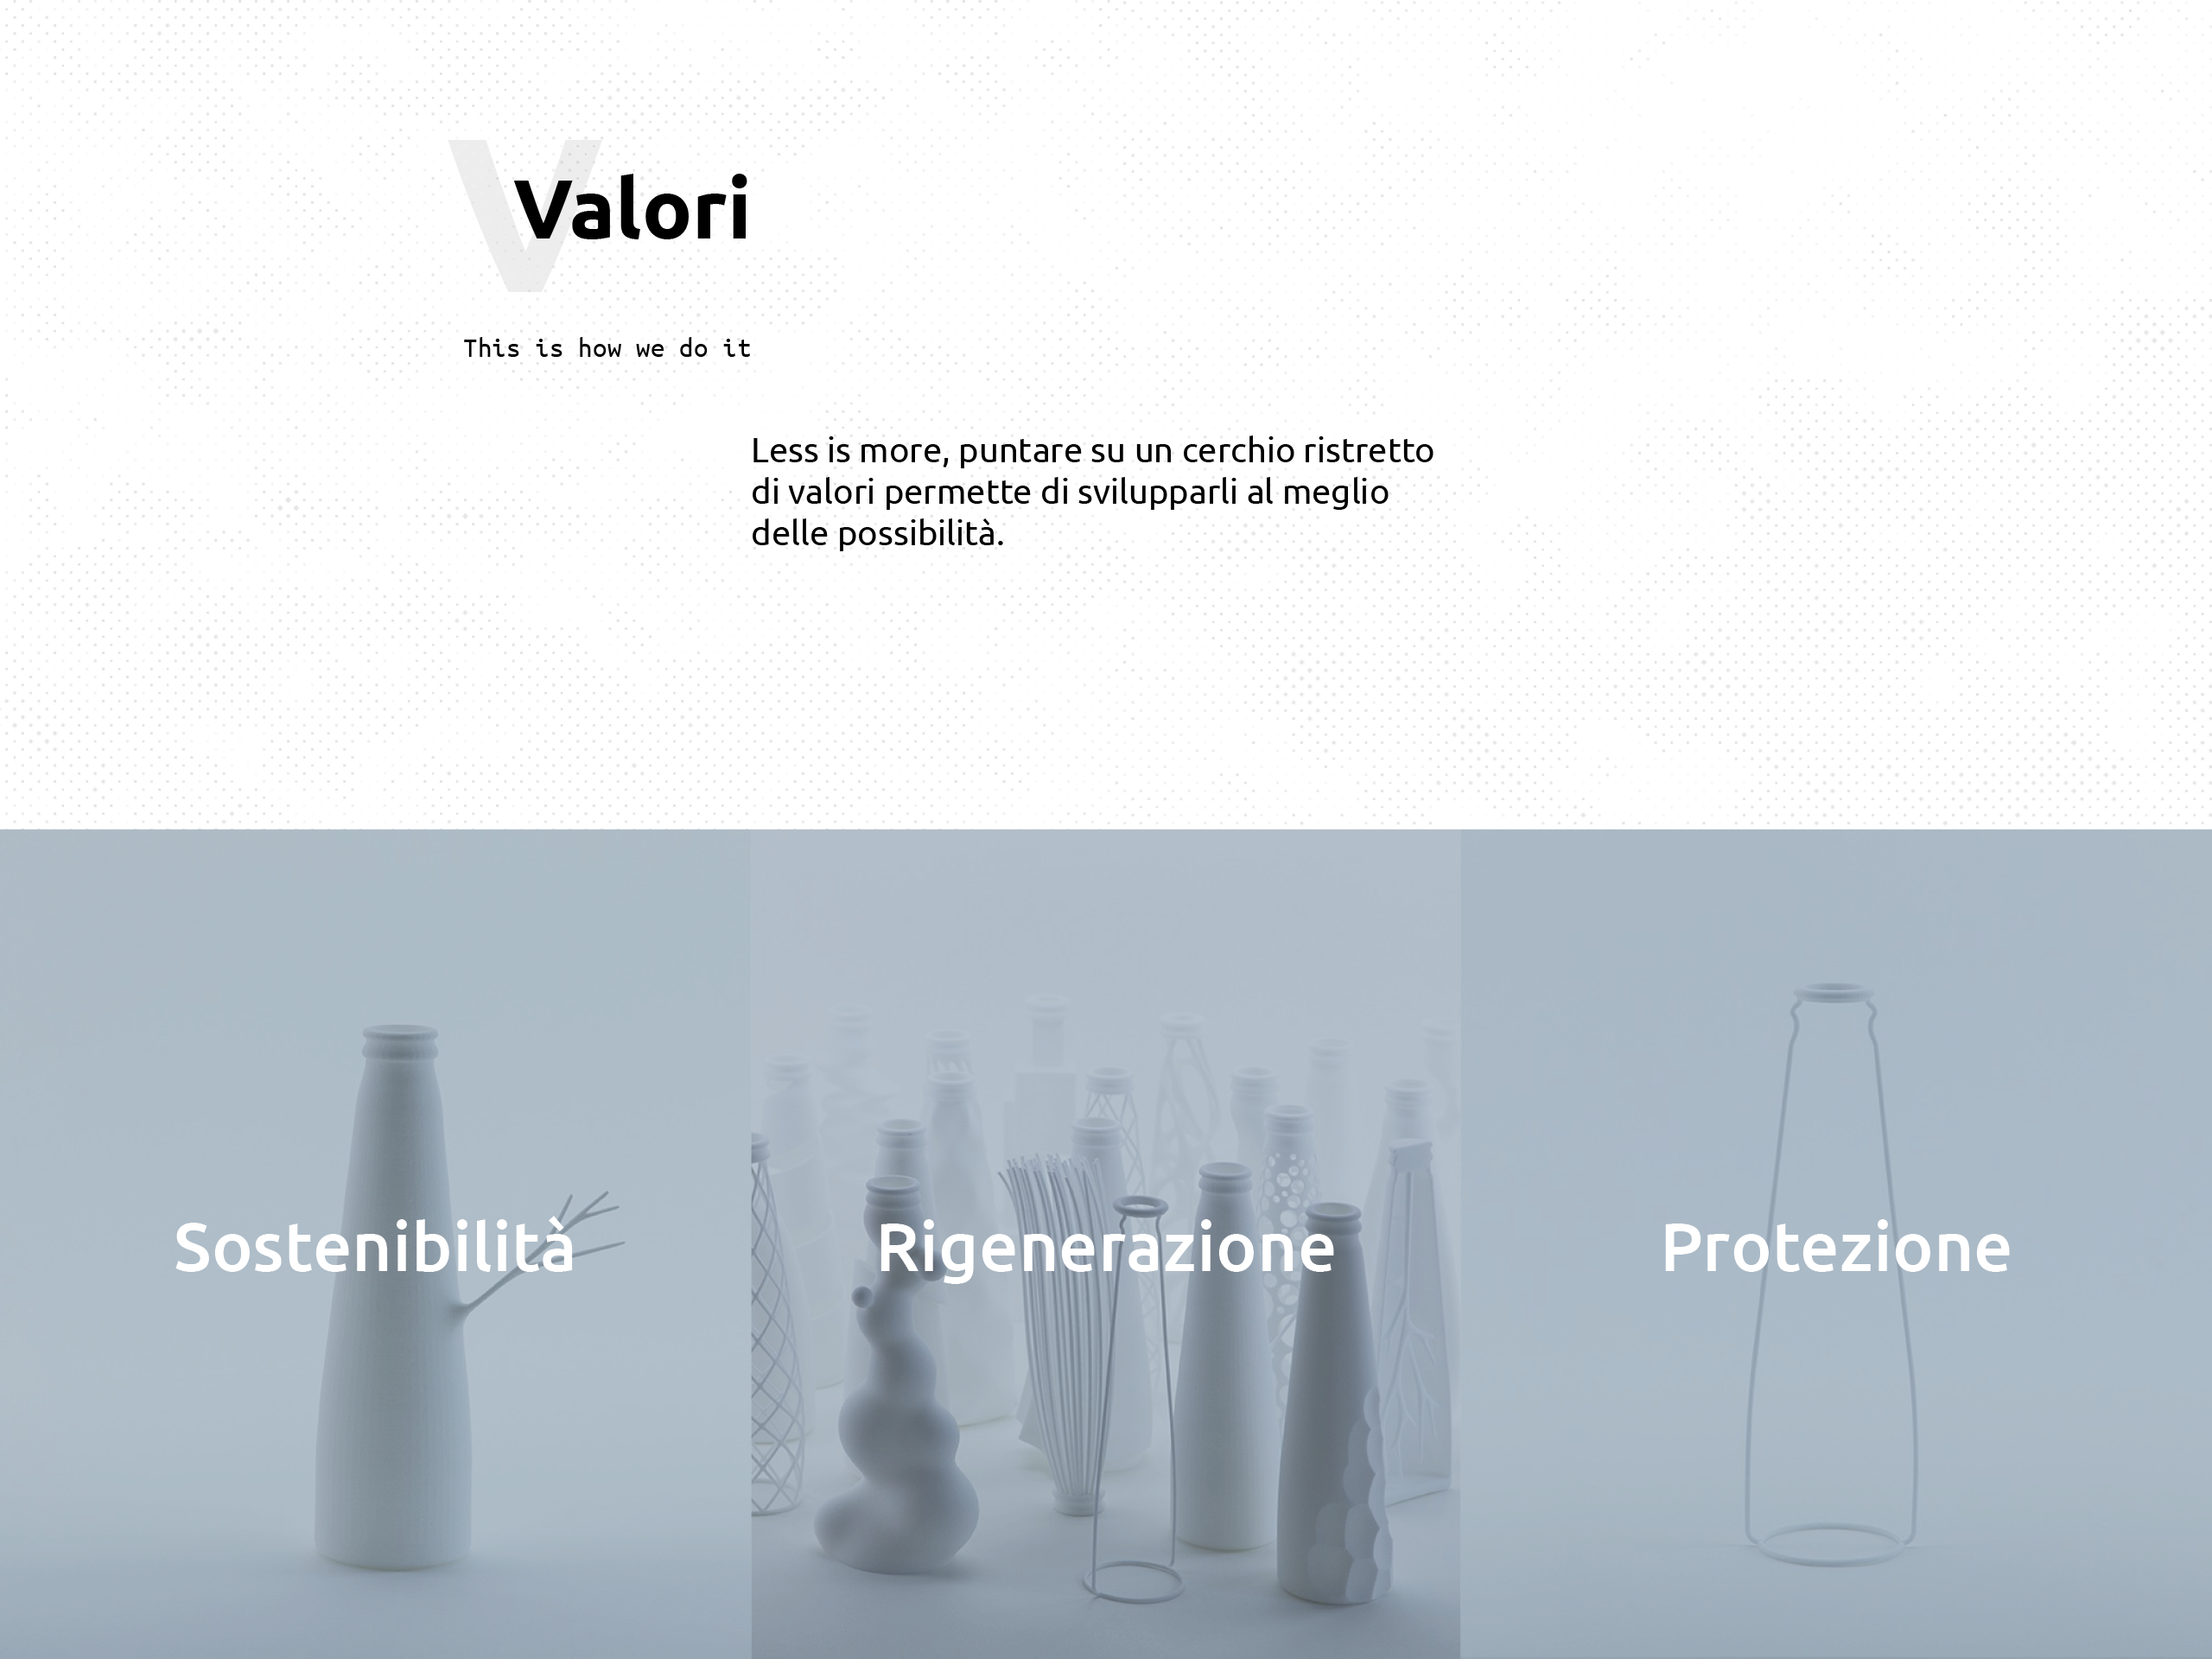 V
Valori
This is how we do it
Less is more, puntare su un cerchio ristretto
di valori permette di svilupparli al meglio
delle possibilità.
Sostenibilità
Rigenerazione
Protezione